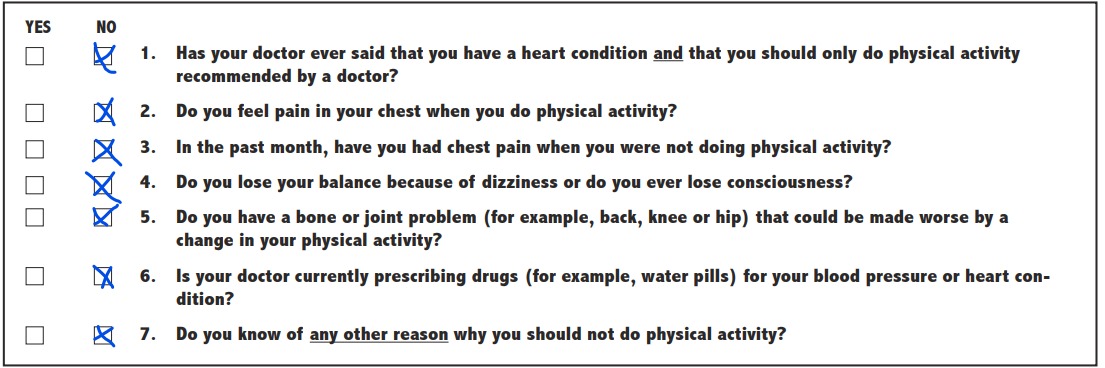 YES NO
1. Has your doctor ever said that you have a heart condition and that you should only do physical activity
recommended by a doctor?
2. Do you feel pain in your chest when you do physical activity?
3. In the past month, have you had chest pain when you were not doing physical activity?
4. Do you lose your balance because of dizziness or do you ever lose consciousness?
5. Do you have a bone or joint problem (for example, back, knee or hip) that could be made worse by a
change in your physical activity?
6. Is your doctor currently prescribing drugs (for example, water pills) for your blood pressure or heart con-
dition?
7. Do you know of any other reason why you should not do physical activity?